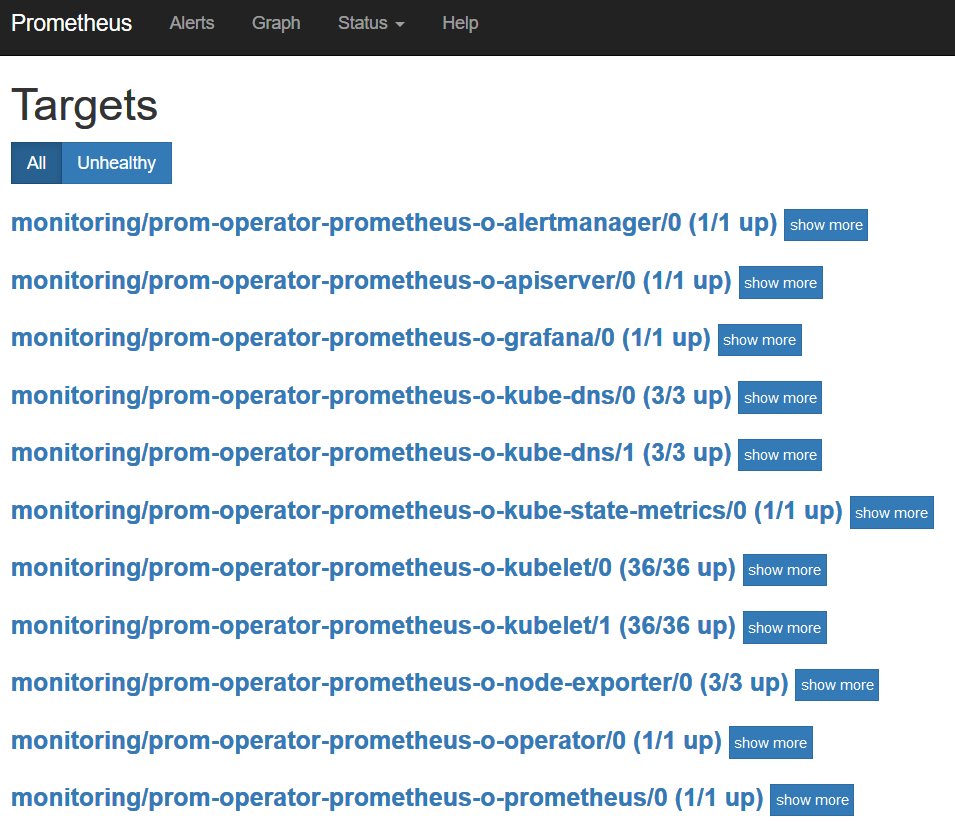 Prometheus Alerts Graph Status Help
Targets
All Unhealthy
monitoring/prom-operator-prometheus-o-alertmanager/0 (1/1 up) show more
monitoring/prom-operator-prometheus-o-apiserver/0 (1/1 up) show more
monitoring/prom-operator-prometheus-o-grafana/0 (1/1 up) show more
monitoring/prom-operator-prometheus-o-kube-dns/0 (3/3 up) show more
monitoring/prom-operator-prometheus-o-kube-dns/1 (3/3 up) show more
monitoring/prom-operator-prometheus-o-kube-state-metrics/0 (1/1 up) show more
monitoring/prom-operator-prometheus-o-kubelet/0 (36/36 up) show more
monitoring/prom-operator-prometheus-o-kubelet/1 (36/36 up) show more
monitoring/prom-operator-prometheus-o-node-exporter/0 (3/3 up) show more
monitoring/prom-operator-prometheus-o-operator/0 (1/1 up) show more
monitoring/prom-operator-prometheus-o-prometheus/0 (1/1 up) show more